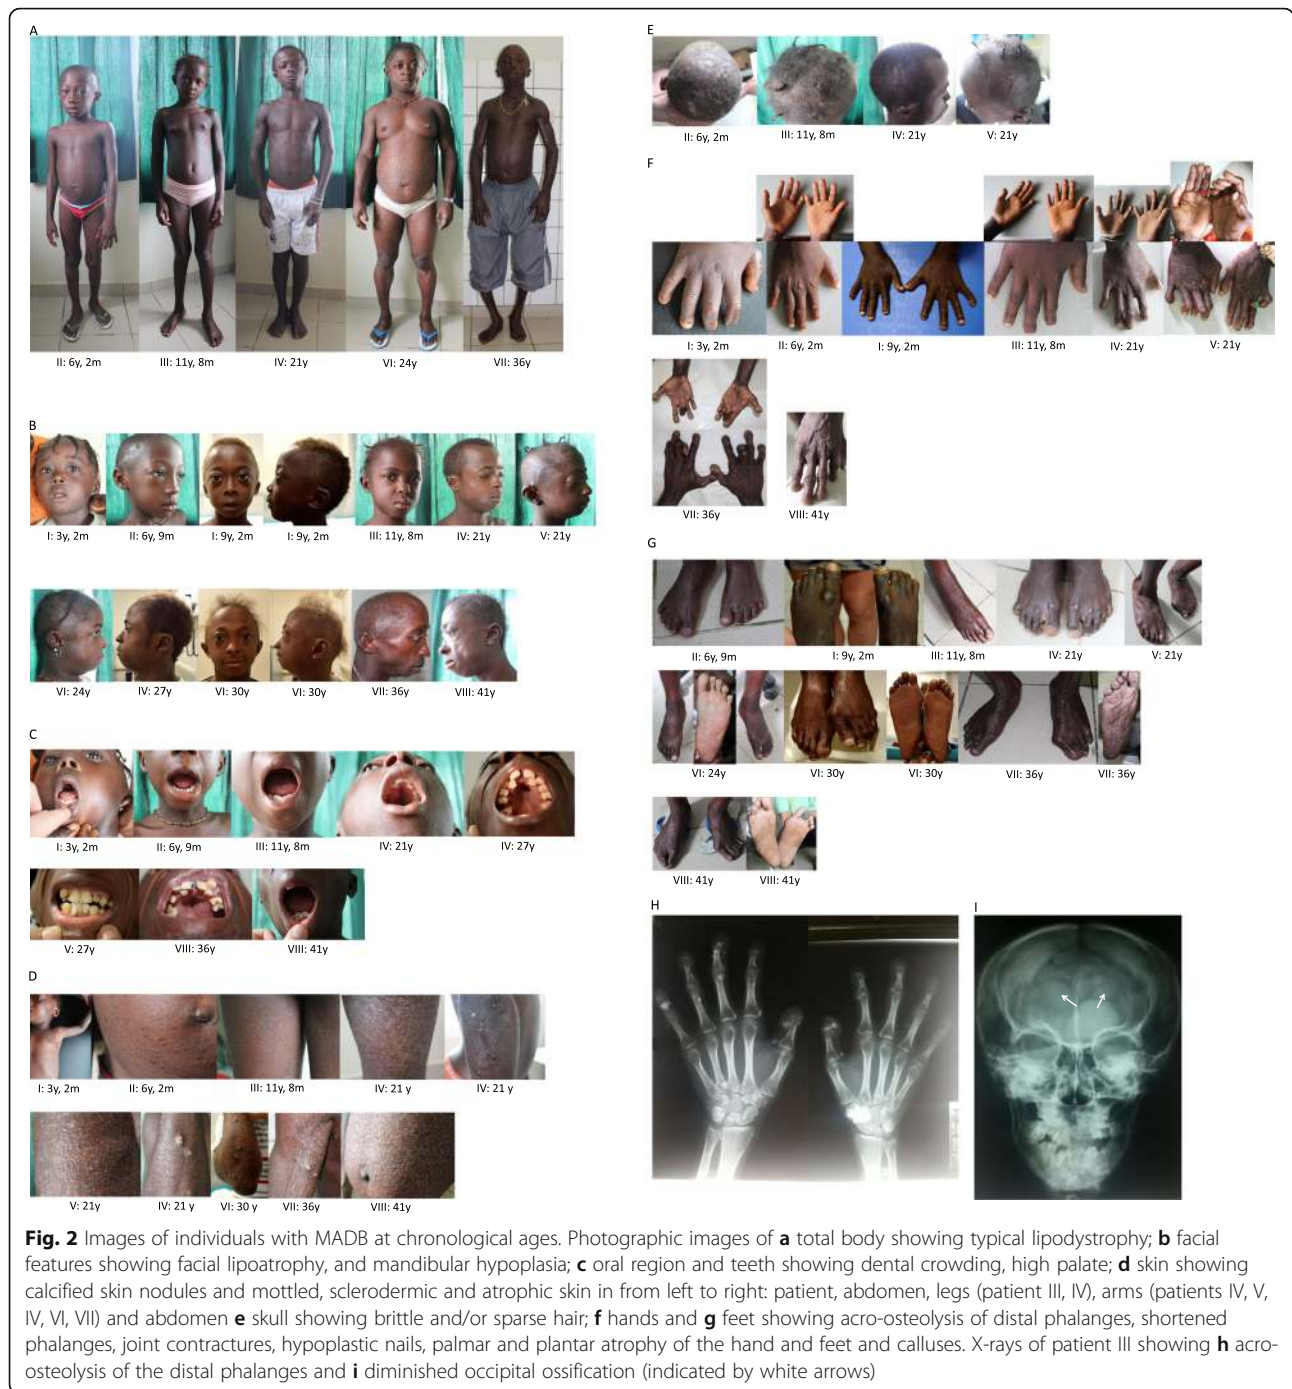 A
II: 6y, 2m
III: 11y, 8m
IV: 21y
VI: 24y
VII: 36y
B
I: 3y, 2m
II: 6y, 9m
I: 9y, 2m
I: 9y, 2m
III: 11y, 8m
IV: 21y
V: 21y
VI: 24y
IV: 27y
VI: 30y
VI: 30y
VII: 36y
VIII: 41y
C
I: 3y, 2m
II: 6y, 9m
III: 11y, 8m
IV: 21y
IV: 27y
V: 27y
VIII: 36y
VIII: 41y
D
I: 3y, 2m
II: 6y, 2m
III: 11y, 8m
IV: 21 y
IV: 21 y
V: 21y
IV: 21 y
VI: 30 y
VII: 36y
VIII: 41y
E
II: 6y, 2m
III: 11y, 8m
IV: 21y
V: 21y
F
I: 3y, 2m
II: 6y, 2m
I: 9y, 2m
III: 11y, 8m
IV: 21y
V: 21y
VII: 36y
VIII: 41y
G
II: 6y, 9m
I: 9y, 2m
III: 11y, 8m
IV: 21y
V: 21y
VI: 24y
VI: 30y
VI: 30y
VII: 36y
VII: 36y
VIII: 41y
VIII: 41y
H
I
Fig. 2 Images of individuals with MADB at chronological ages. Photographic images of a total body showing typical lipodystrophy; b facial
features showing facial lipoatrophy, and mandibular hypoplasia; c oral region and teeth showing dental crowding, high palate; d skin showing
calcified skin nodules and mottled, sclerodermic and atrophic skin in from left to right: patient, abdomen, legs (patient III, IV), arms (patients IV, V,
IV, VI, VII) and abdomen e skull showing brittle and/or sparse hair; f hands and g feet showing acro-osteolysis of distal phalanges, shortened
phalanges, joint contractures, hypoplastic nails, palmar and plantar atrophy of the hand and feet and calluses. X-rays of patient III showing h acro-
osteolysis of the distal phalanges and i diminished occipital ossification (indicated by white arrows)